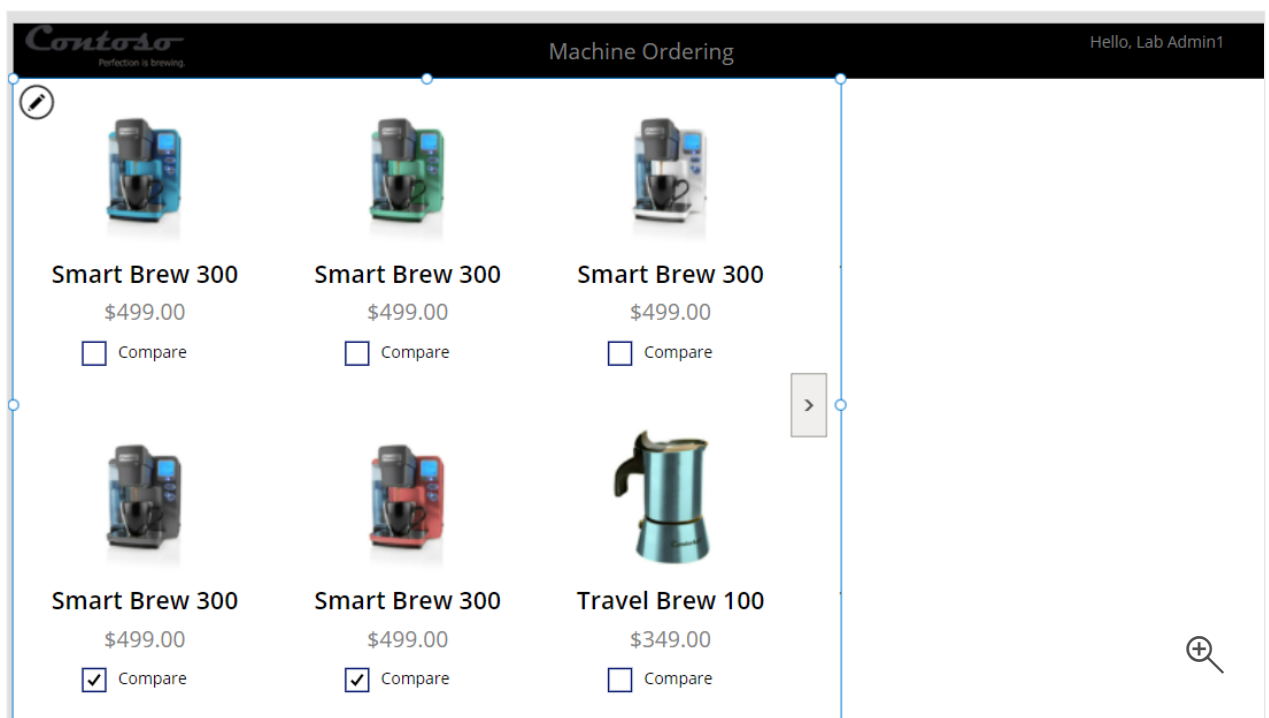 Contoso
Perfection is brewing.
Machine Ordering
Hello, Lab Admin1
Smart Brew 300
Smart Brew 300
Smart Brew 300
$499.00
$499.00
$499.00
Compare
Compare
Compare
Contoso
Smart Brew 300
Smart Brew 300
Travel Brew 100
$499.00
$499.00
$349.00
Compare
Compare
Compare